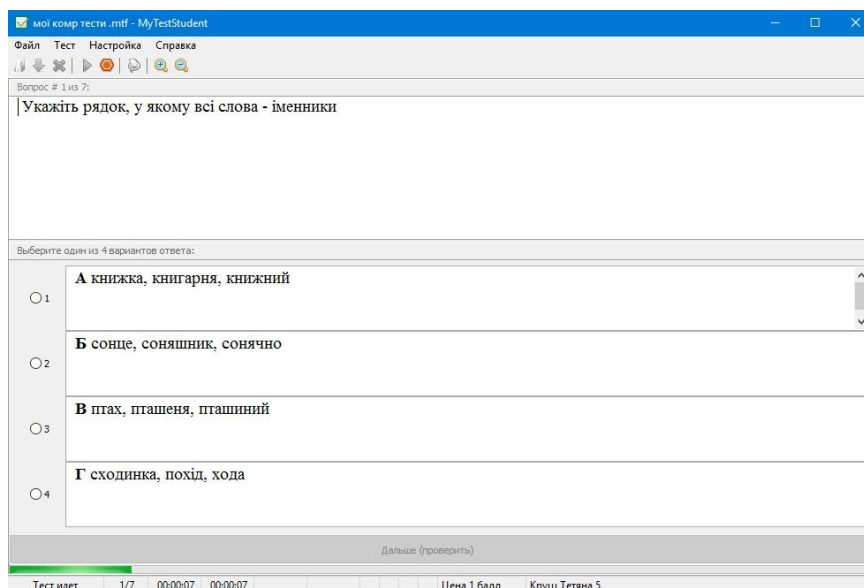 мої комр тести .mtf - MyTestStudent
Файл Тест Настройка Справка
Вопрос # 1 из 7:
Укажіть рядок, у якому всі слова - іменники
Выберите один из 4 вариантов ответа:
1 А книжка, книгарня, книжний
2 Б сонце, соняшник, сонячно
3 В птах, пташеня, пташиний
4 Г сходинка, похід, хода
Дальше (проверить)
Тест идет 1/7 00:00:07 00:00:07 Цена 1 балл Круш Тетяна 5